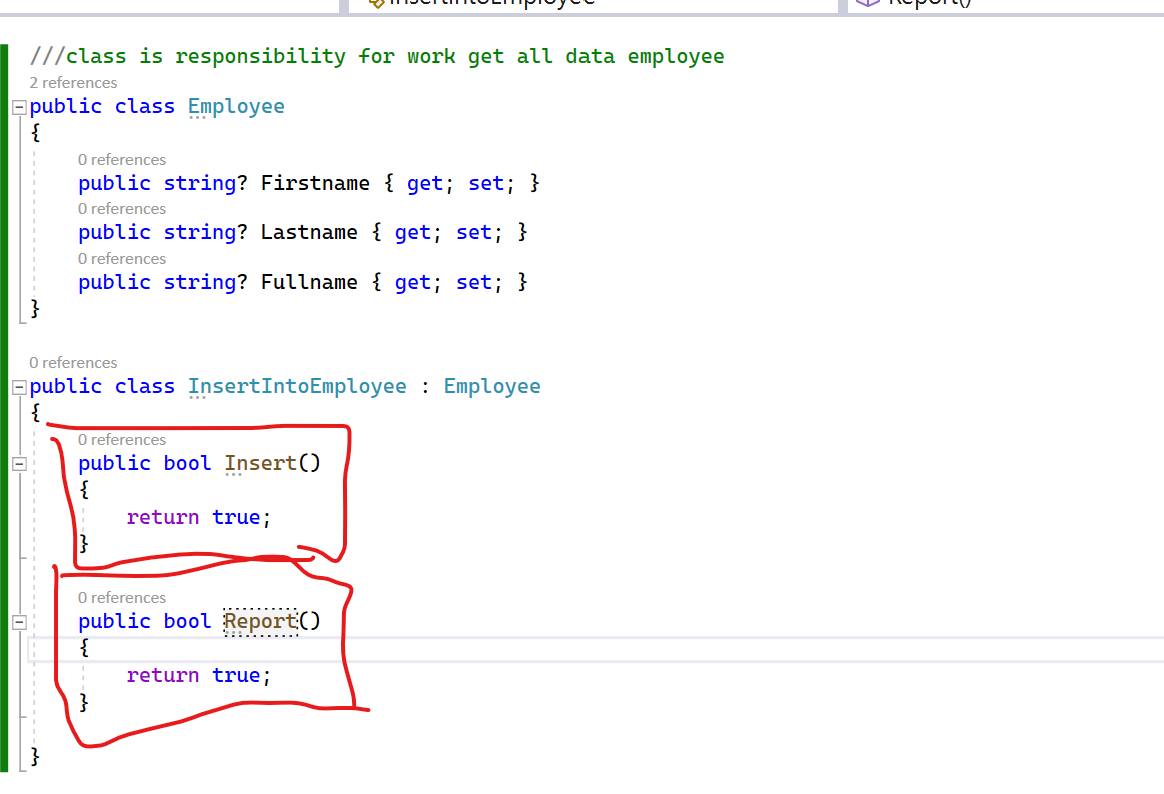 InsertIntoEmployee Report()
///class is responsibility for work get all data employee
2 references
public class Employee
{
0 references
public string? Firstname { get; set; }
0 references
public string? Lastname { get; set; }
0 references
public string? Fullname { get; set; }
}
0 references
public class InsertIntoEmployee : Employee
{
0 references
public bool Insert()
{
return true;
}
0 references
public bool Report()
{
return true;
}
}